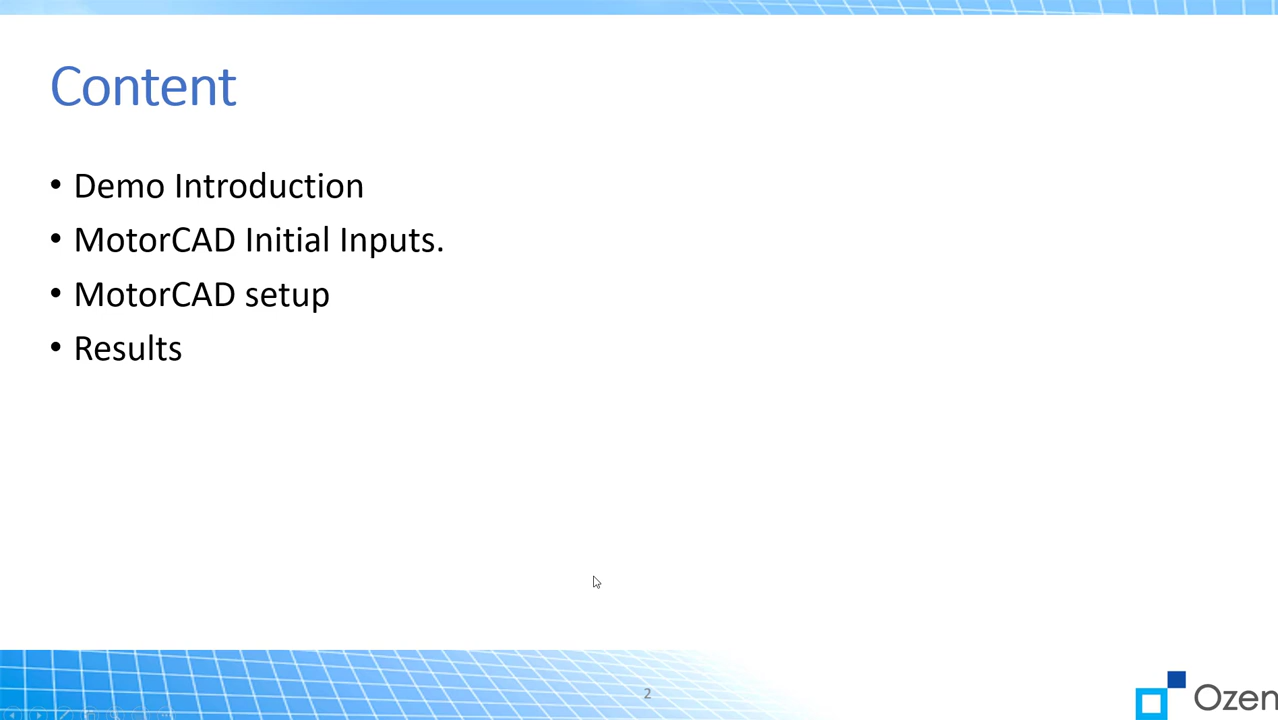 Content
• Demo Introduction
• MotorCAD Initial Inputs.
• MotorCAD setup
• Results
2
Ozen